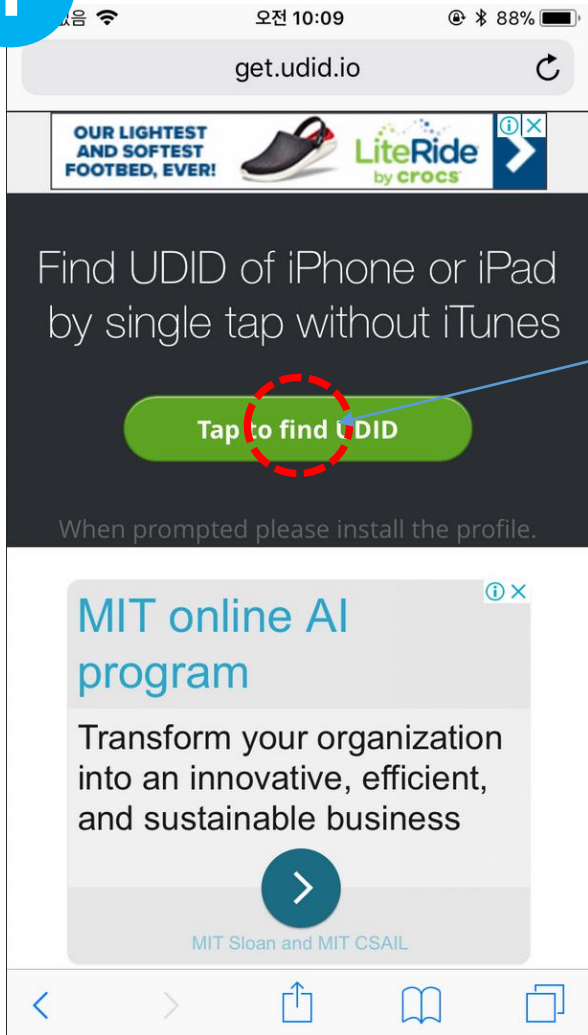 음
오전 10:09
88%
get.udid.io
OUR LIGHTEST
AND SOFTEST
FOOTBED, EVER!
LiteRide
by crocs
Find UDID of iPhone or iPad
by single tap without iTunes
Tap to find UDID
When prompted please install the profile.
MIT online AI
program
Transform your organization
into an innovative, efficient,
and sustainable business
MIT Sloan and MIT CSAIL